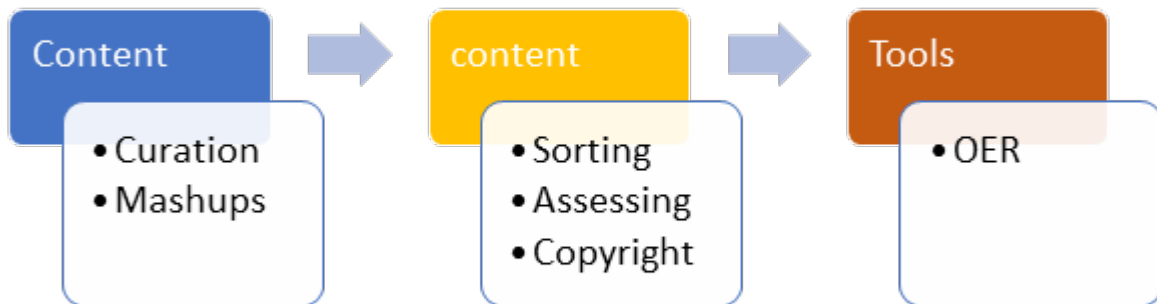 Content
• Curation
• Mashups
content
• Sorting
• Assessing
• Copyright
Tools
• OER